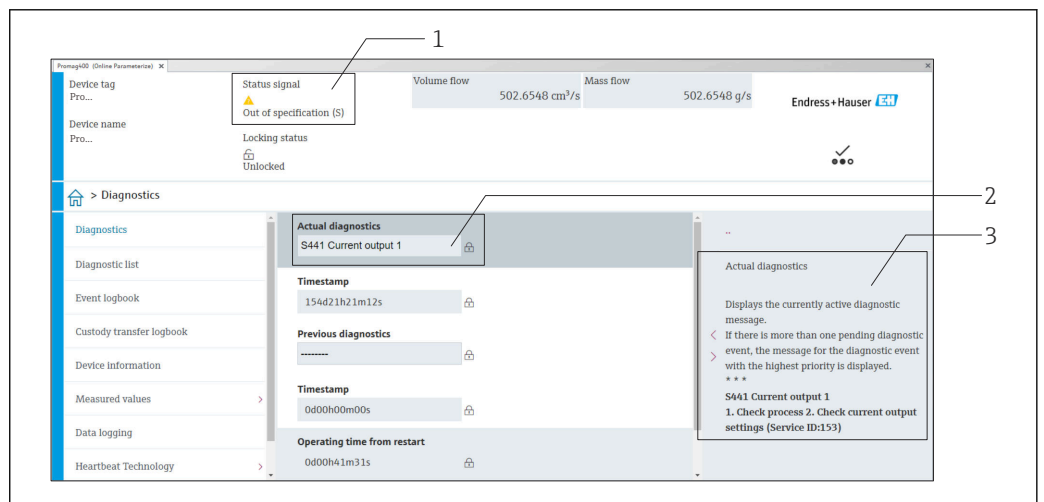 1
Promag400 (Online Parameterize) X
x
Device tag
Pro...
Status signal
Out of specification (S)
Volume flow
502.6548 cm³/s
Mass flow
502.6548 g/s
Endress+Hauser EH
Device name
Pro...
Locking status
Unlocked
> Diagnostics
2
3
Diagnostics
Diagnostic list
Event logbook
Custody transfer logbook
Device information
Measured values >
Data logging
Heartbeat Technology >
Actual diagnostics
S441 Current output 1
Timestamp
154d21h21m12s
Previous diagnostics
--------
Timestamp
0d00h00m00s
Operating time from restart
0d00h41m31s
..
Actual diagnostics
Displays the currently active diagnostic
message.
If there is more than one pending diagnostic
event, the message for the diagnostic event
with the highest priority is displayed.
* * *
S441 Current output 1
1. Check process 2. Check current output
settings (Service ID:153)